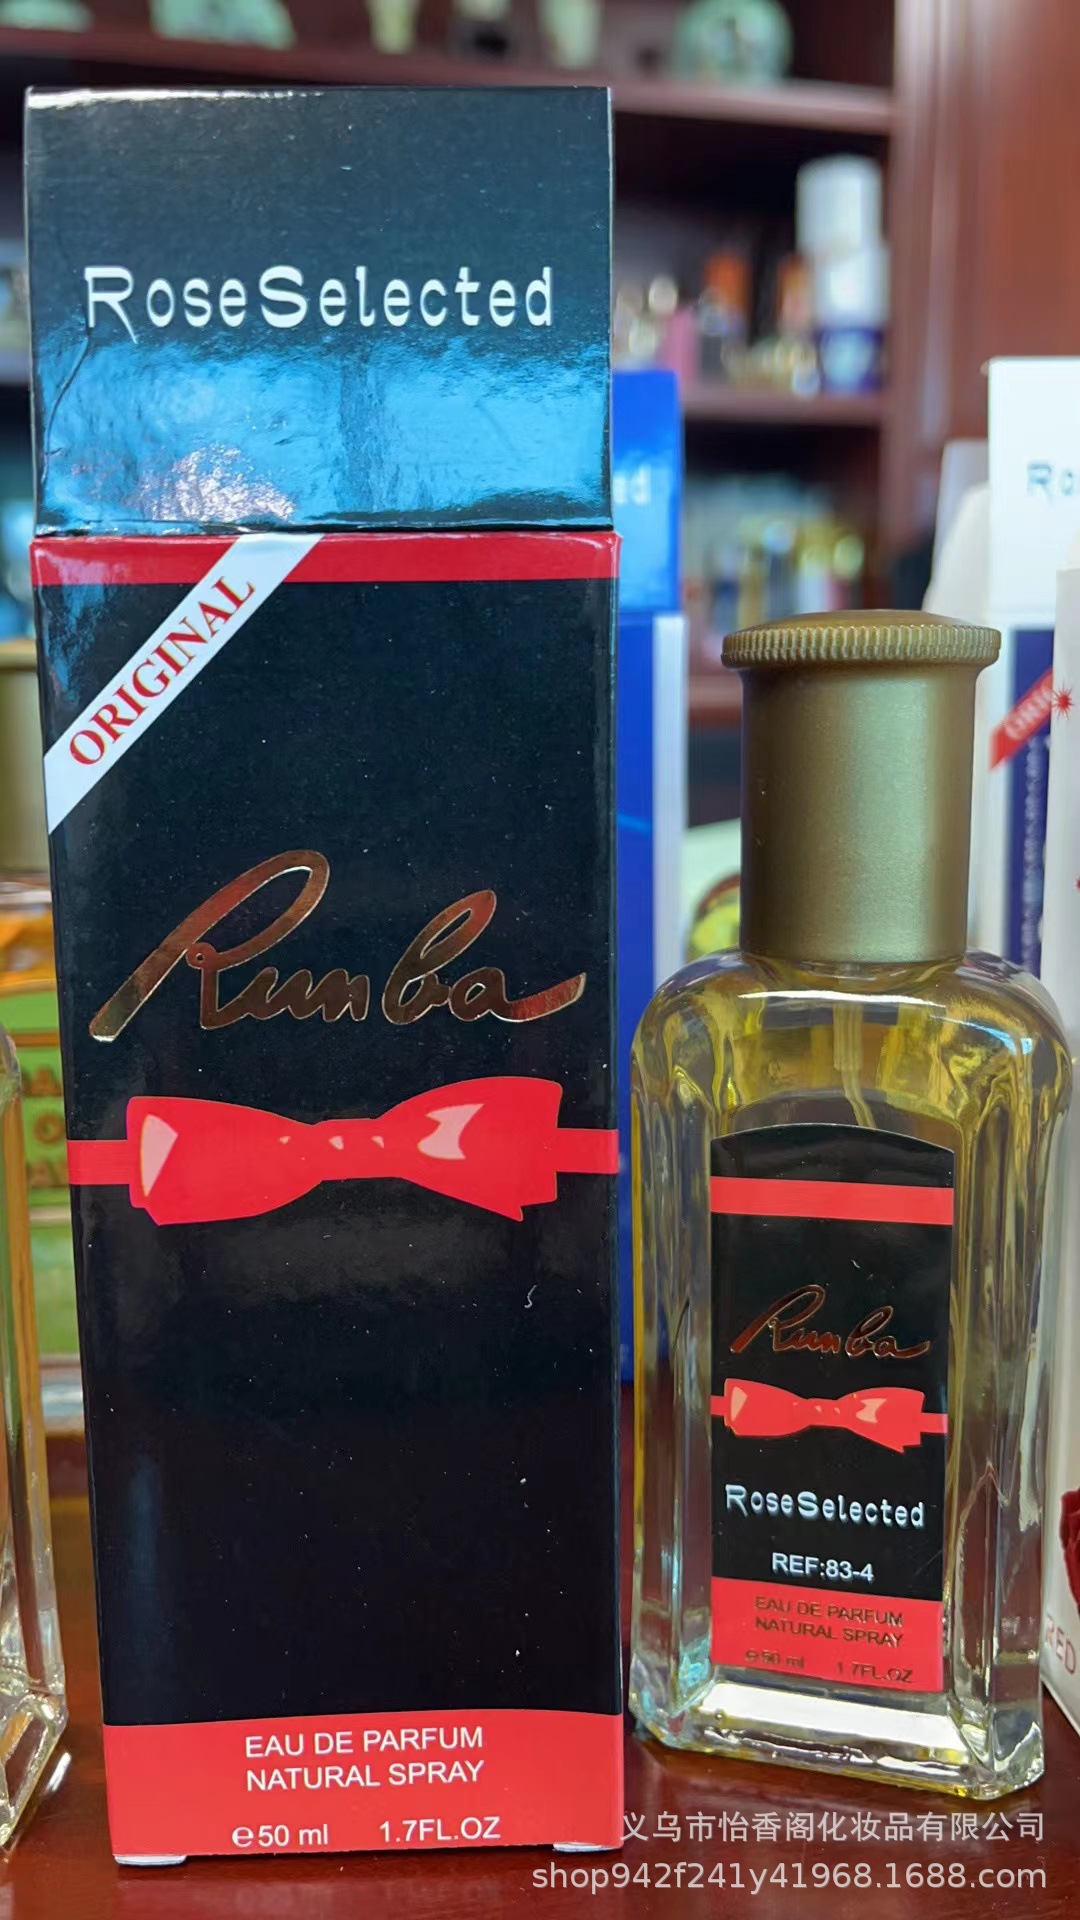 RoseSelected
ORIGINAL
Rumba
EAU DE PARFUM
NATURAL SPRAY
℮50 ml 1.7FL.OZ
Rumba
RoseSelected
REF:83-4
EAU DE PARFUM
NATURAL SPRAY
℮50 ml 1.7FL.OZ
RED
义乌市怡香阁化妆品有限公司
shop942f241y41968.1688.com